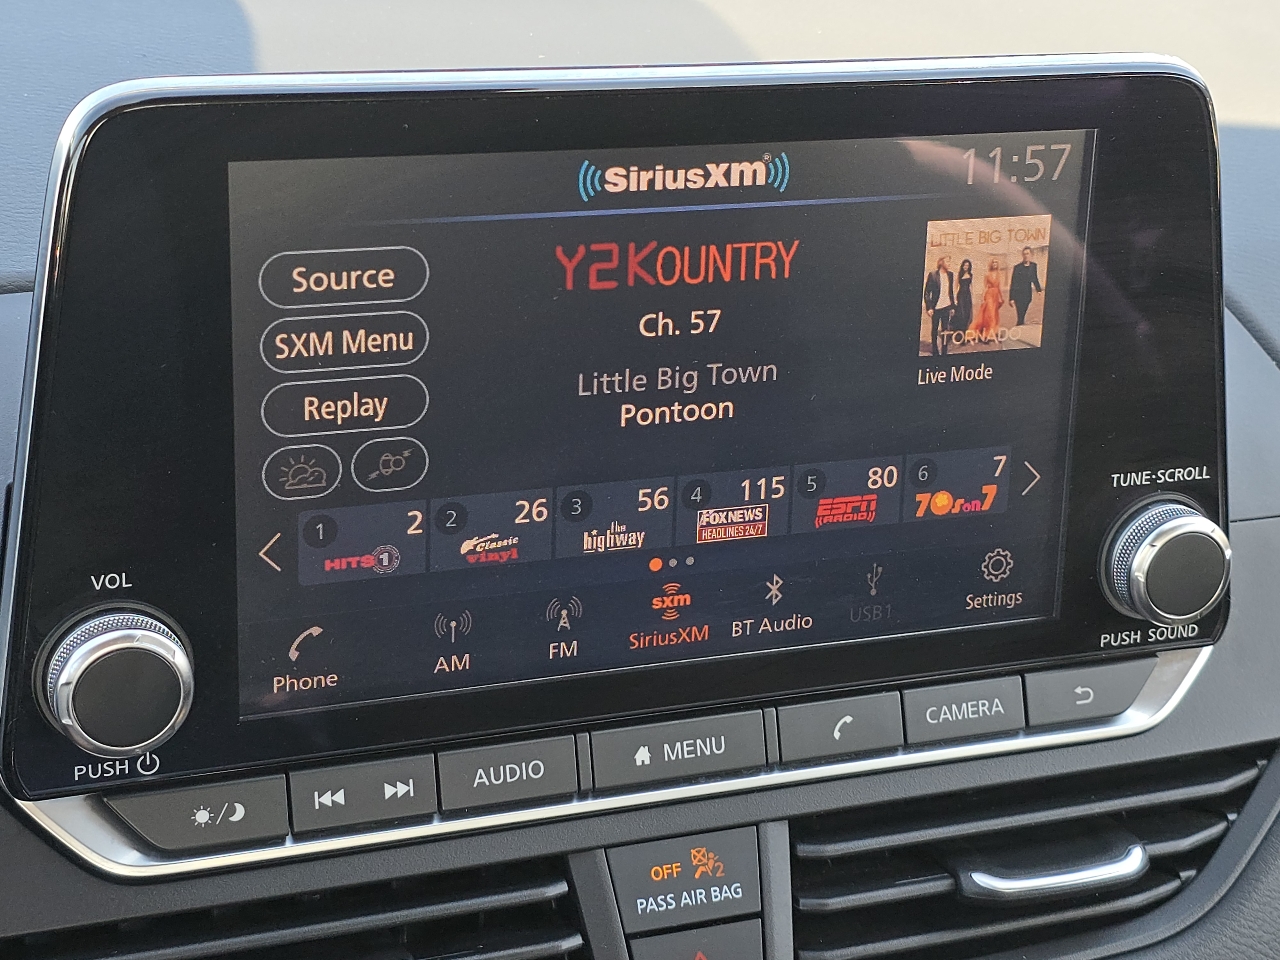 SiriusXM
11:57
Source
Y2KOUNTRY
LITTLE BIG TOWN
TORNADO
SXM Menu
Ch. 57
Replay
Little Big Town
Pontoon
Live Mode
1 2 HITS 1
2 26 Classic vinyl
3 56 the highway
4 115 FOX NEWS HEADLINES 24/7
5 80 ESPN RADIO
6 7 70s on 7
Phone
AM
FM
sxm
SiriusXM
BT Audio
USB1
Settings
VOL
PUSH
TUNE·SCROLL
PUSH SOUND
AUDIO
MENU
CAMERA
OFF 2
PASS AIR BAG